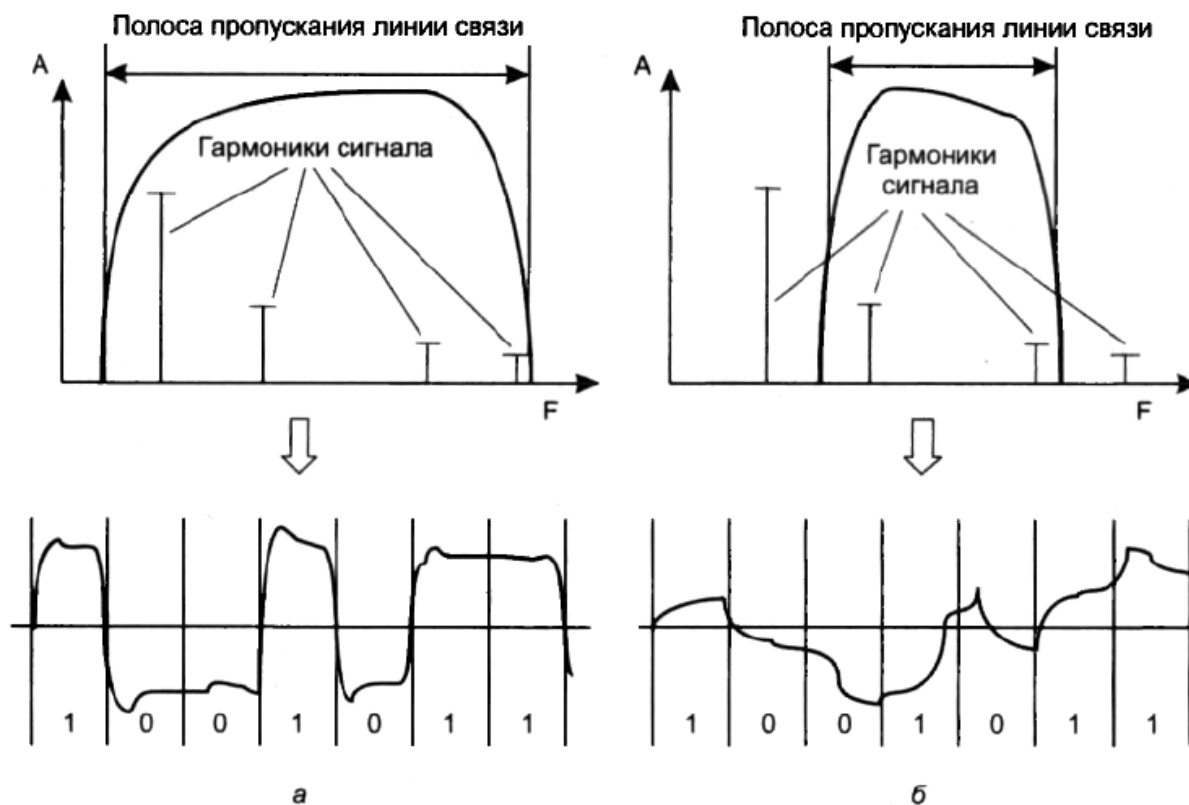 Полоса пропускания линии связи
A
Гармоники сигнала
F
1 0 0 1 0 1 1
а
Полоса пропускания линии связи
A
Гармоники
сигнала
F
1 0 0 1 0 1 1
б